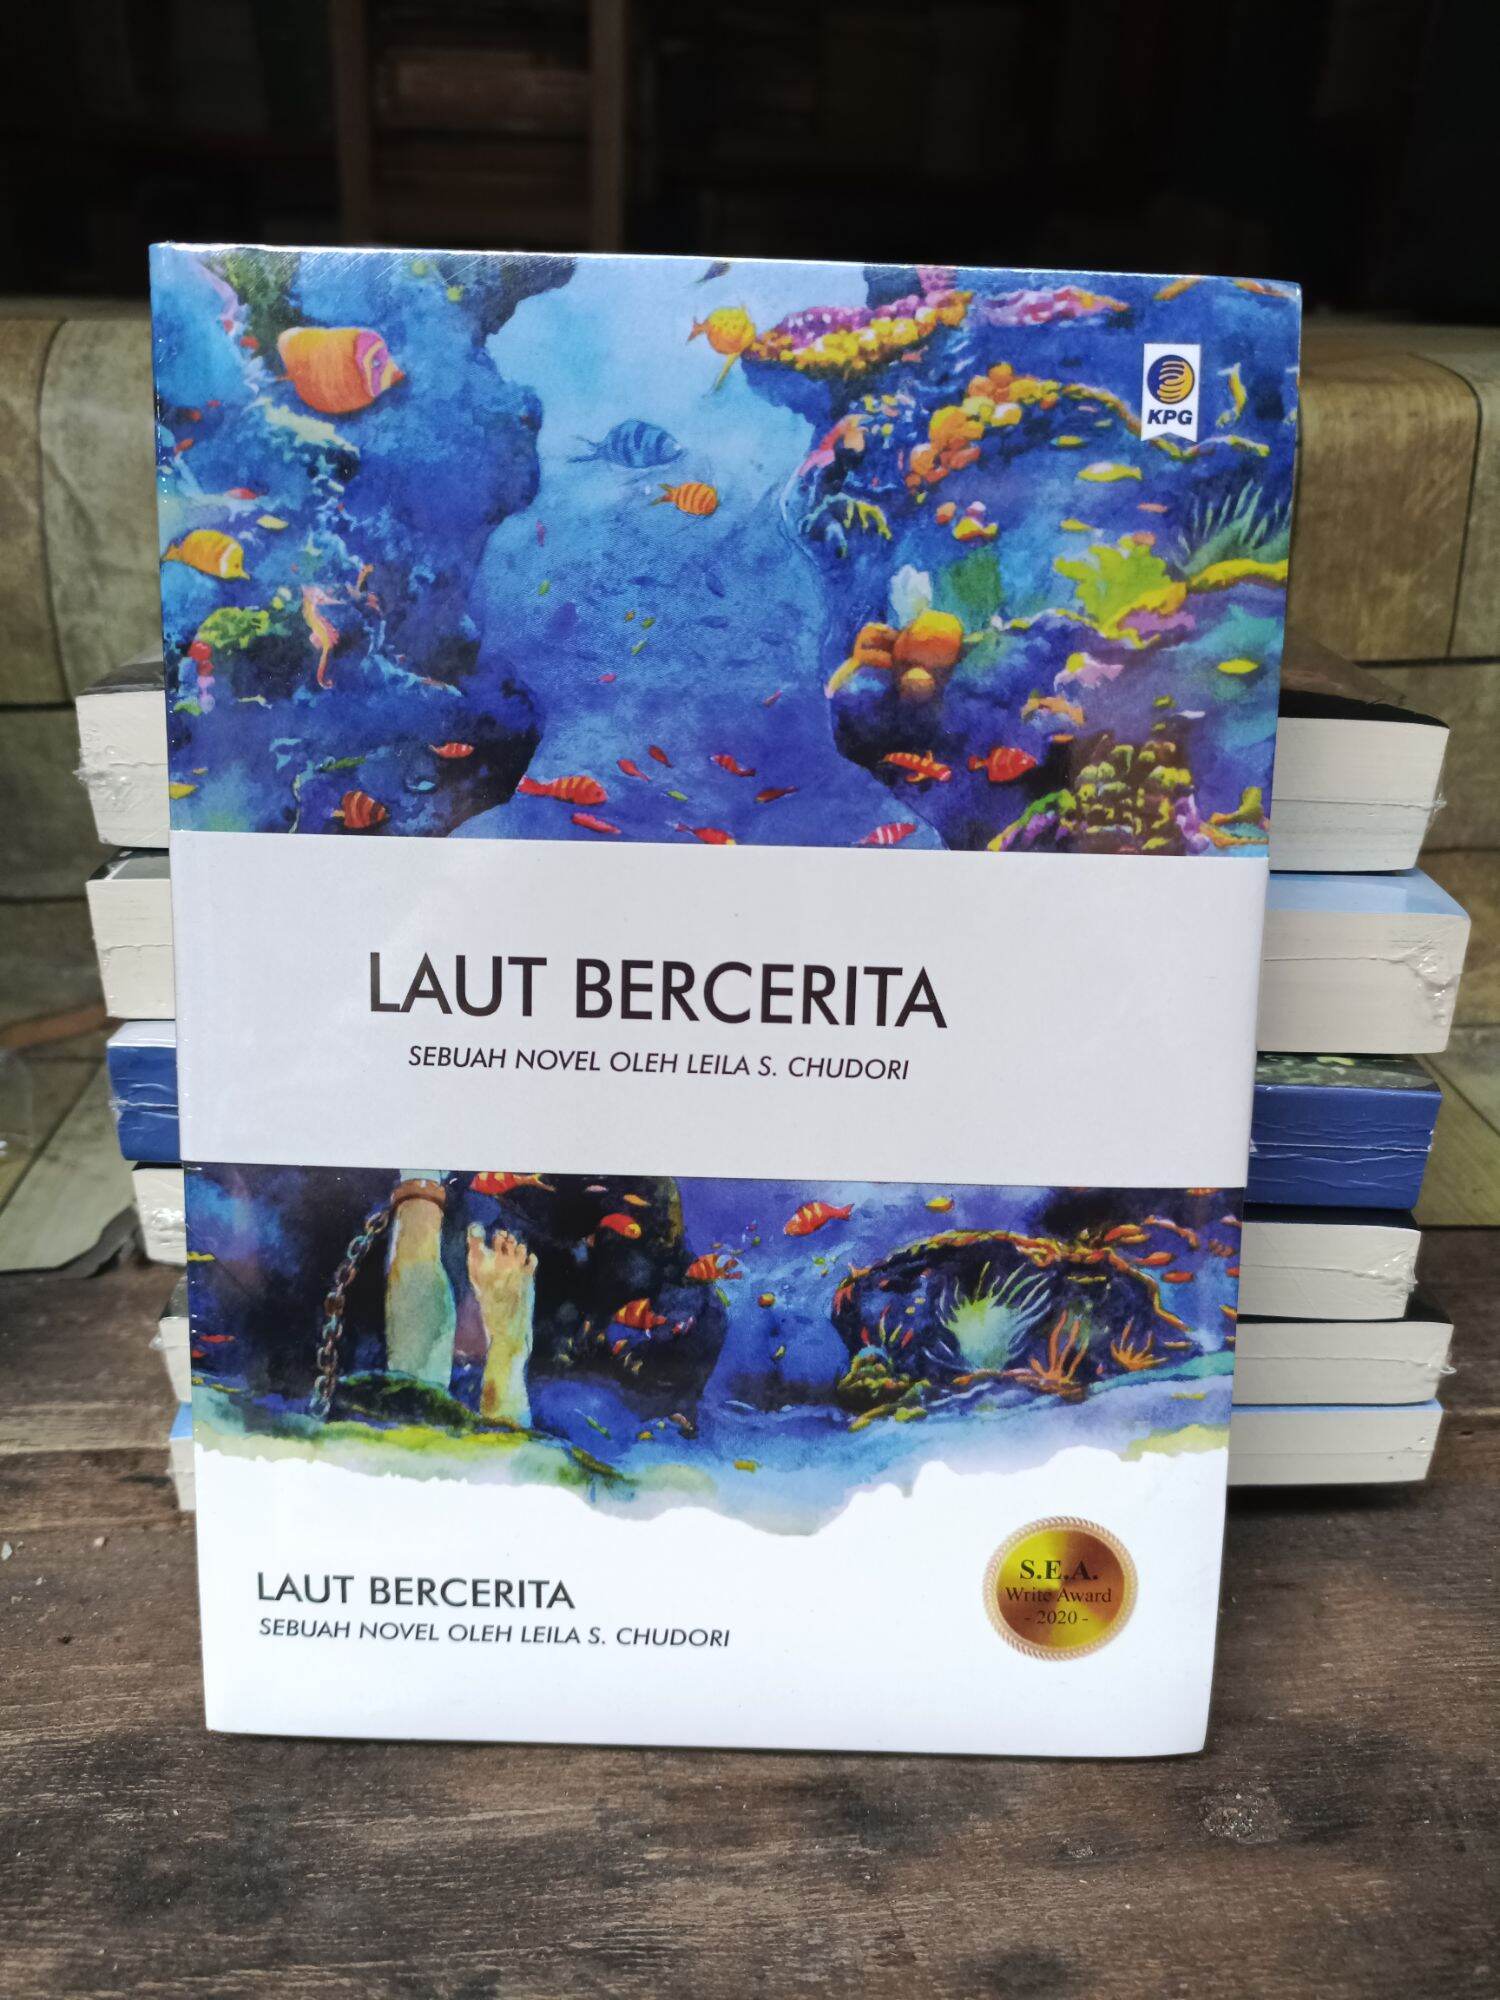 KPG
LAUT BERCERITA
SEBUAH NOVEL OLEH LEILA S. CHUDORI
LAUT BERCERITA
SEBUAH NOVEL OLEH LEILA S. CHUDORI
S.E.A.
Write Award
- 2020 -